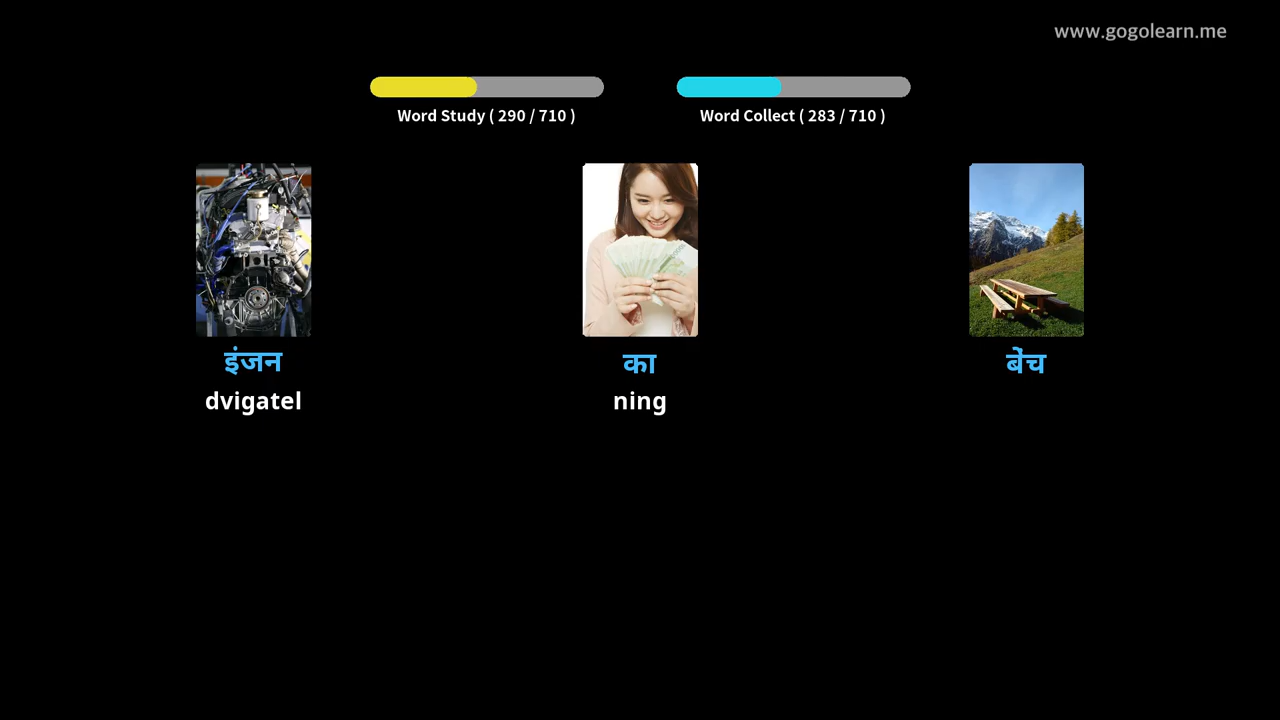 www.gogolearn.me
Word Study ( 290 / 710 )
Word Collect ( 283 / 710 )
इंजन
का
बेंच
dvigatel
ning